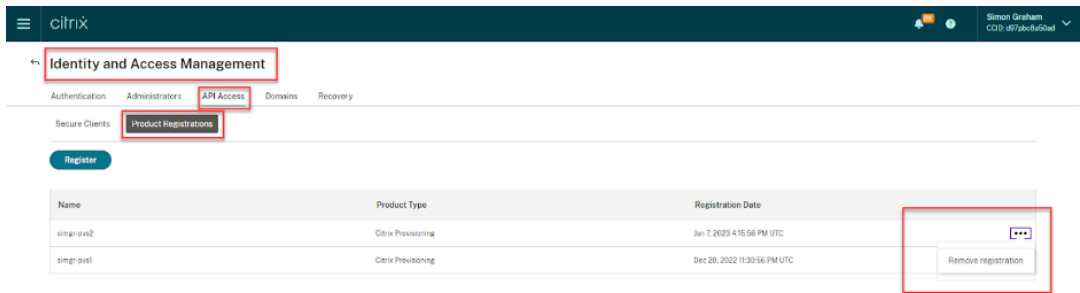 citrix
Simon Graham
CCID: d97pbc8a50ad
Identity and Access Management
Authentication Administrators API Access Domains Recovery
Secure Clients Product Registrations
Register
Name Product Type Registration Date
simgr-pvs2 Citrix Provisioning Jan 7, 2023 4:15:56 PM UTC
simgr-pvs1 Citrix Provisioning Dec 28, 2022 11:30:56 PM UTC
Remove registration